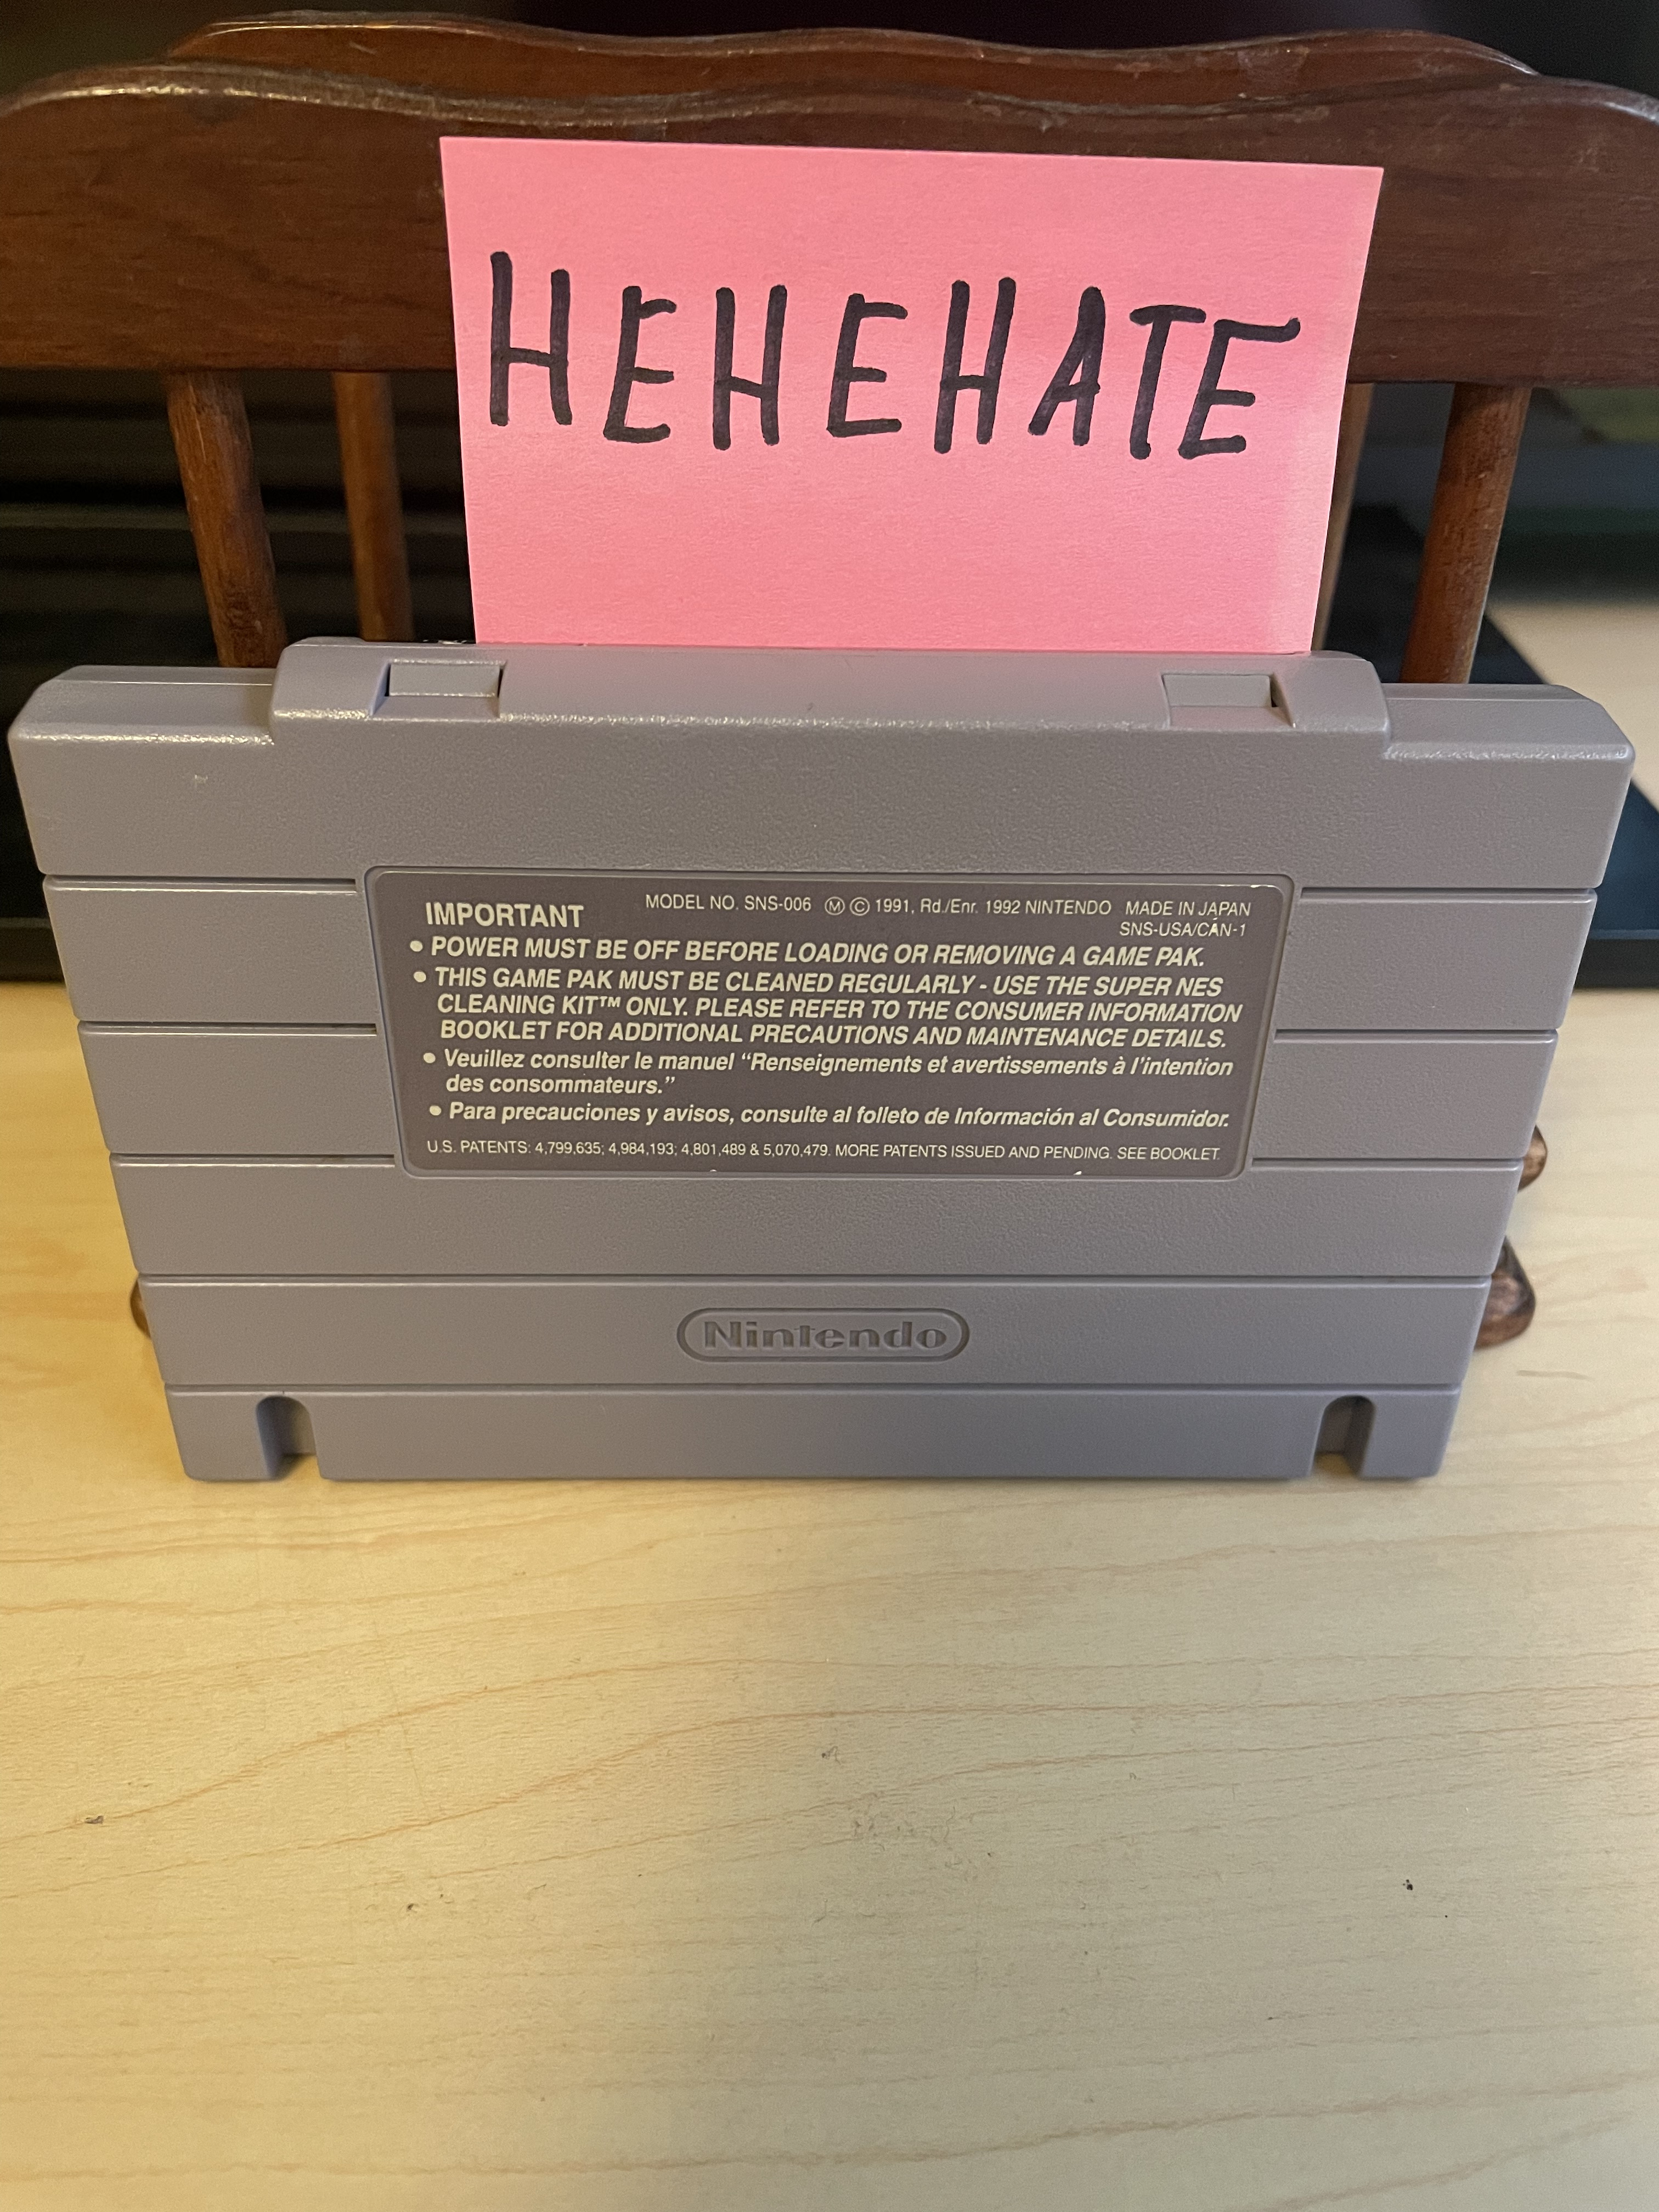 HEHEHATE
IMPORTANT MODEL NO. SNS-006 Ⓜ © 1991, Rd./Enr. 1992 NINTENDO MADE IN JAPAN
SNS-USA/CAN-1
• POWER MUST BE OFF BEFORE LOADING OR REMOVING A GAME PAK.
• THIS GAME PAK MUST BE CLEANED REGULARLY - USE THE SUPER NES
CLEANING KIT™ ONLY. PLEASE REFER TO THE CONSUMER INFORMATION
BOOKLET FOR ADDITIONAL PRECAUTIONS AND MAINTENANCE DETAILS.
• Veuillez consulter le manuel “Renseignements et avertissements à l'intention
des consommateurs.”
• Para precauciones y avisos, consulte al folleto de Información al Consumidor.
U.S. PATENTS: 4,799,635; 4,984,193; 4,801,489 & 5,070,479. MORE PATENTS ISSUED AND PENDING. SEE BOOKLET.
Nintendo